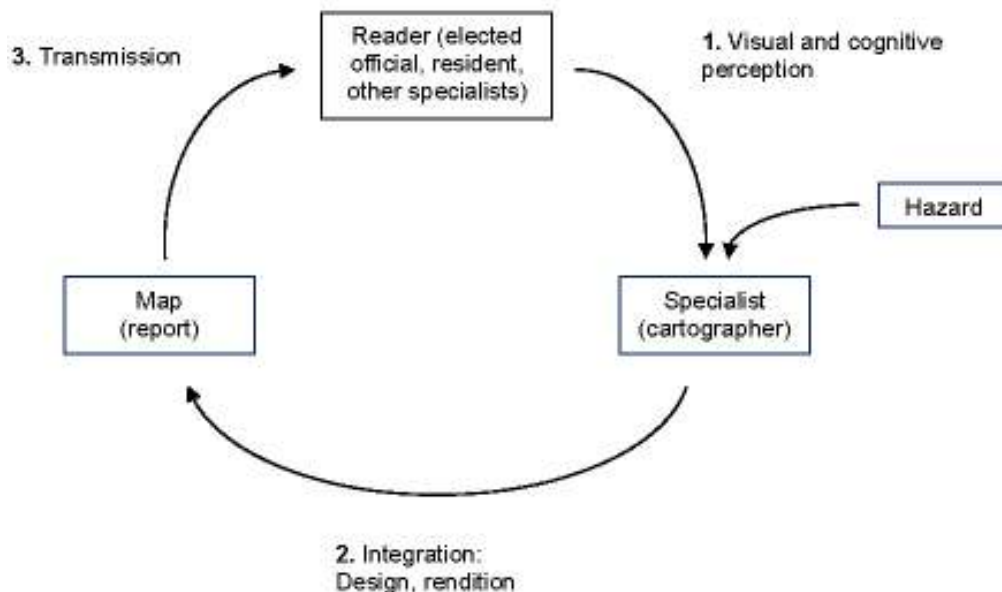 3. Transmission
Reader (elected
official, resident,
other specialists)
1. Visual and cognitive
perception
Hazard
Map
(report)
Specialist
(cartographer)
2. Integration:
Design, rendition